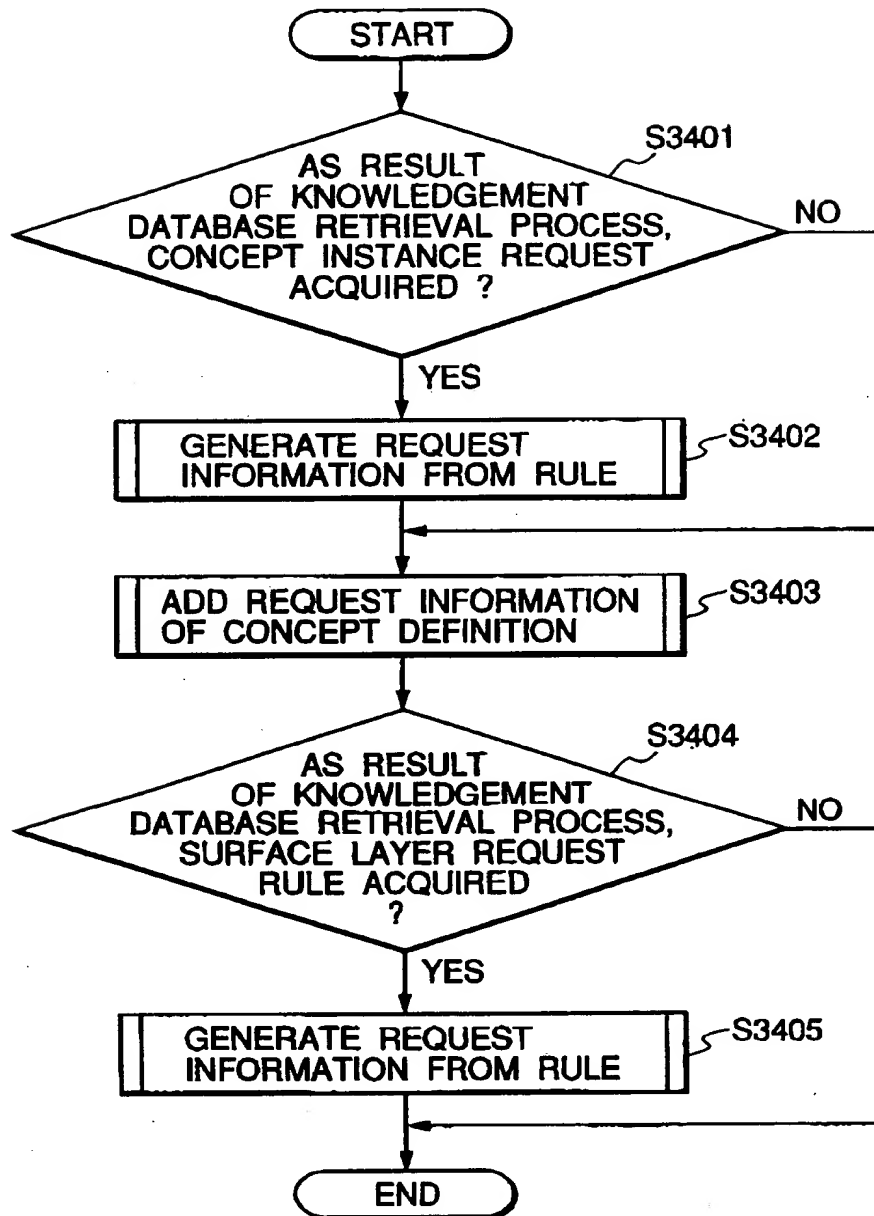 START
AS RESULT
OF KNOWLEDGEMENT
DATABASE RETRIEVAL PROCESS,
CONCEPT INSTANCE REQUEST
ACQUIRED ?
S3401
NO
YES
GENERATE REQUEST
INFORMATION FROM RULE
S3402
ADD REQUEST INFORMATION
OF CONCEPT DEFINITION
S3403
AS RESULT
OF KNOWLEDGEMENT
DATABASE RETRIEVAL PROCESS,
SURFACE LAYER REQUEST
RULE ACQUIRED
?
S3404
NO
YES
GENERATE REQUEST
INFORMATION FROM RULE
S3405
END